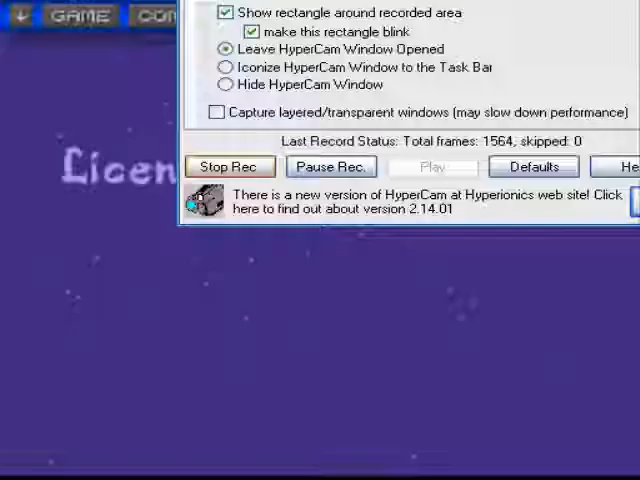 GAME
Show rectangle around recorded area
make this rectangle blink
Leave HyperCam Window Opened
Iconize HyperCam Window to the Task Bar
Hide HyperCam Window
Capture layered/transparent windows (may slow down performance)
Last Record Status: Total frames: 1564, skipped: 0
Stop Rec Pause Rec. Play Defaults He
There is a new version of HyperCam at Hyperionics web site! Click
here to find out about version 2.14.01
Licen